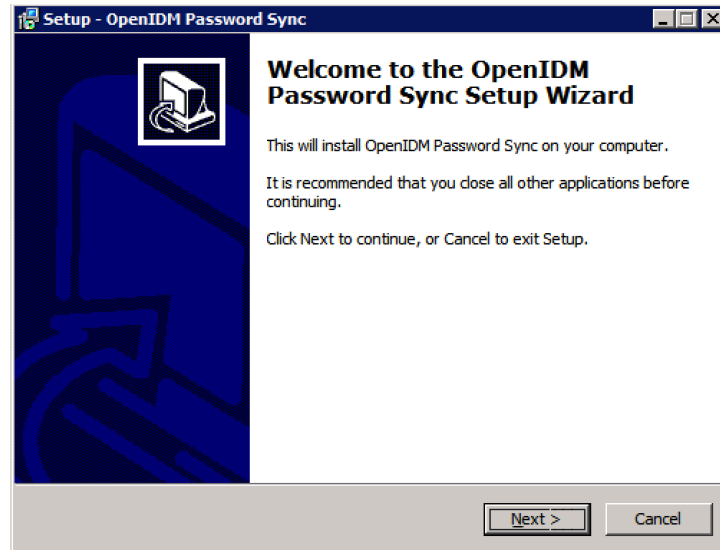 Setup - OpenIDM Password Sync
Welcome to the OpenIDM
Password Sync Setup Wizard
This will install OpenIDM Password Sync on your computer.
It is recommended that you close all other applications before
continuing.
Click Next to continue, or Cancel to exit Setup.
Next >
Cancel